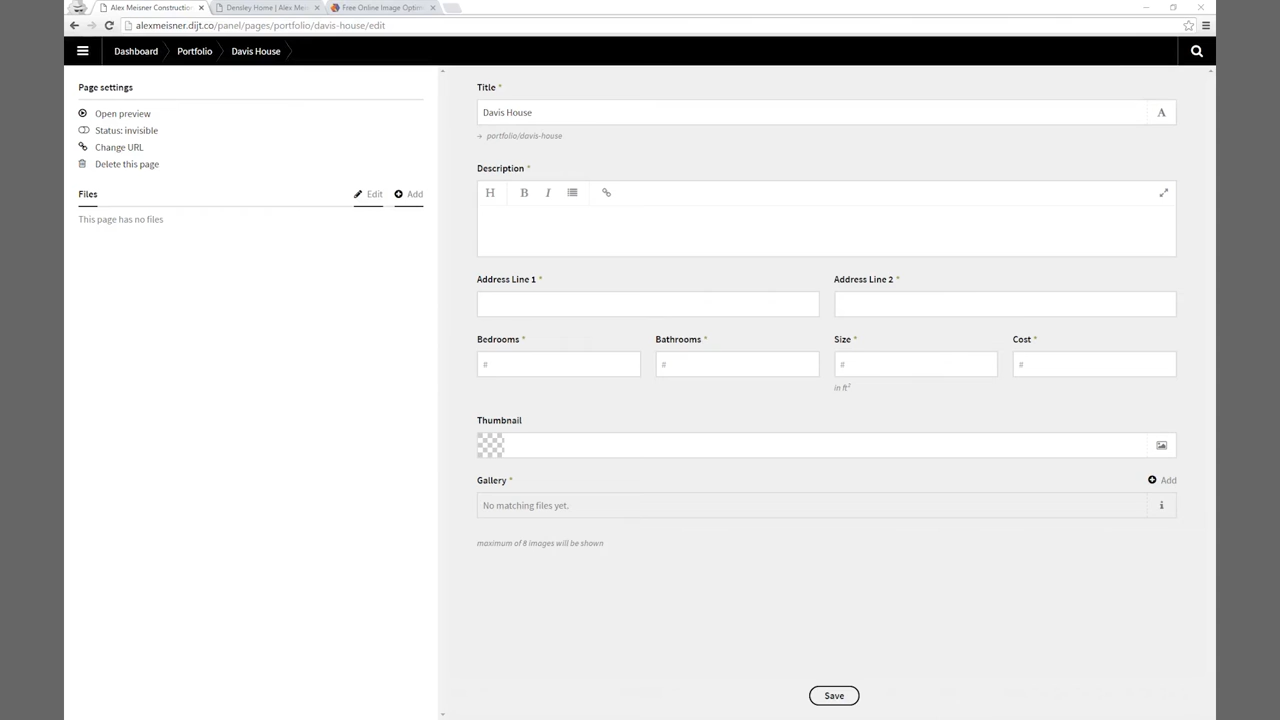 Alex Meisner Construction
Densley Home | Alex Mei
Free Online Image Optim
alexmeisner.dijt.co/panel/pages/portfolio/davis-house/edit
Dashboard Portfolio Davis House
Page settings
Open preview
Status: invisible
Change URL
Delete this page
Files Edit Add
This page has no files
Title *
Davis House A
→ portfolio/davis-house
Description *
H B I
Address Line 1 * Address Line 2 *
Bedrooms * Bathrooms * Size * Cost *
# # # #
in ft²
Thumbnail
Gallery * Add
No matching files yet. i
maximum of 8 images will be shown
Save